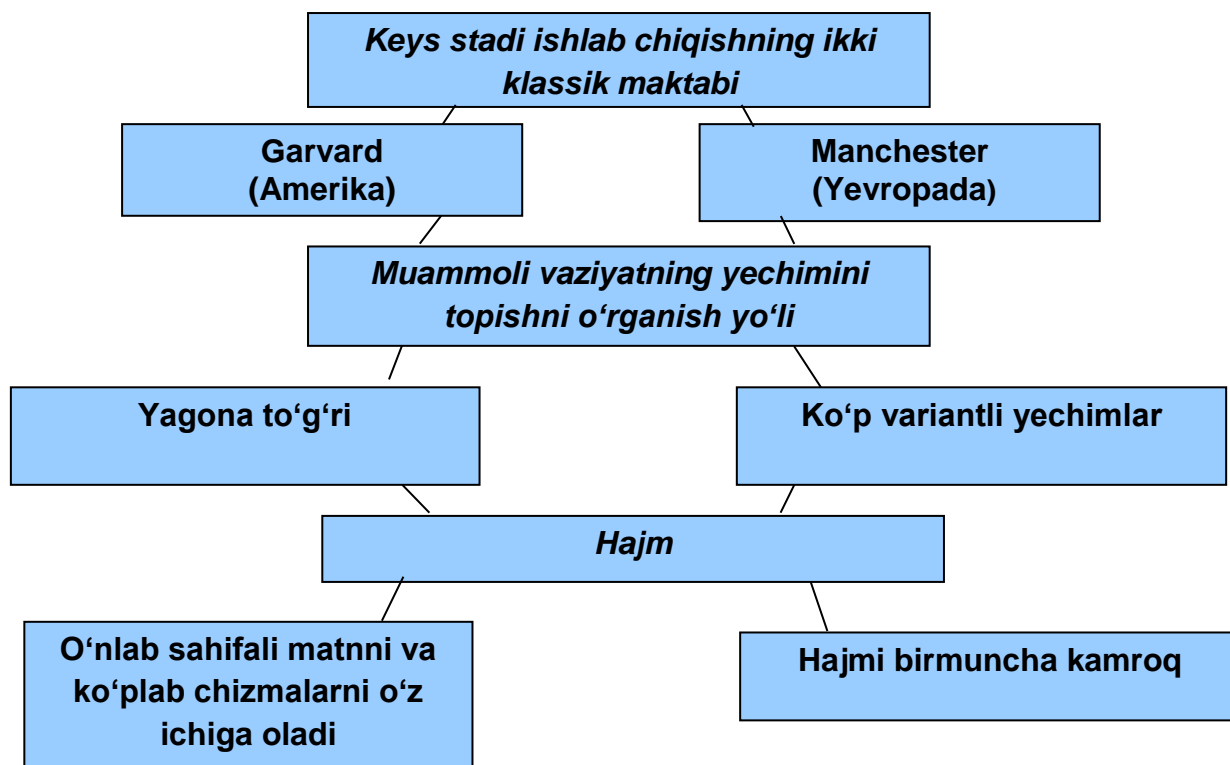 Keys stadi ishlab chiqishning ikki
klassik maktabi
Garvard
(Amerika)
Manchester
(Yevropada)
Muammoli vaziyatning yechimini
topishni o‘rganish yo‘li
Yagona to‘g‘ri
Ko‘p variantli yechimlar
Hajm
O‘nlab sahifali matnni va
ko‘plab chizmalarni o‘z
ichiga oladi
Hajmi birmuncha kamroq